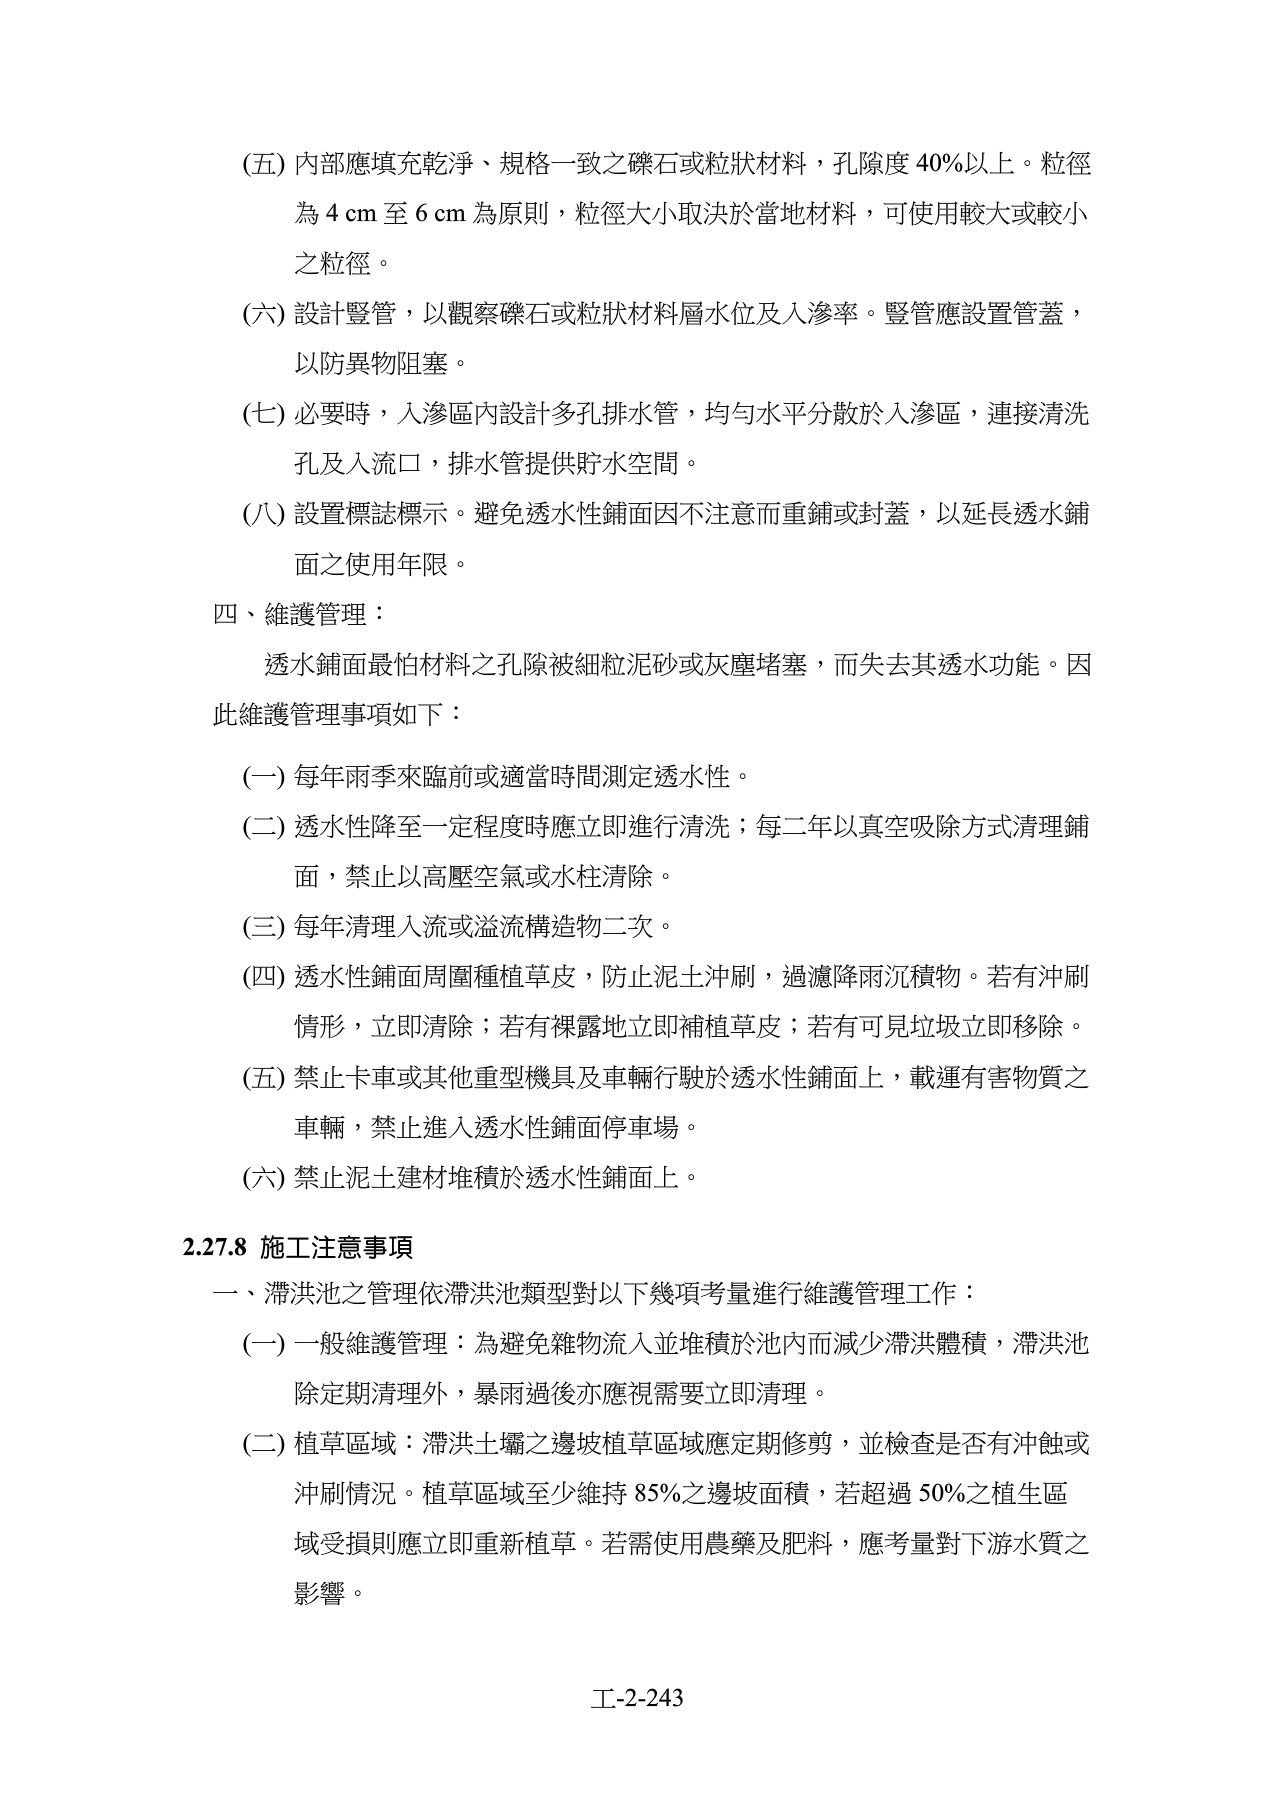 (五) 內部應填充乾淨、規格一致之礫石或粒狀材料，孔隙度 40%以上。粒徑
為 4 cm 至 6 cm 為原則，粒徑大小取決於當地材料，可使用較大或較小
之粒徑。
(六) 設計豎管，以觀察礫石或粒狀材料層水位及入滲率。豎管應設置管蓋，
以防異物阻塞。
(七) 必要時，入滲區內設計多孔排水管，均勻水平分散於入滲區，連接清洗
孔及入流口，排水管提供貯水空間。
(八) 設置標誌標示。避免透水性鋪面因不注意而重鋪或封蓋，以延長透水鋪
面之使用年限。
四、維護管理：
透水鋪面最怕材料之孔隙被細粒泥砂或灰塵堵塞，而失去其透水功能。因
此維護管理事項如下：
(一) 每年雨季來臨前或適當時間測定透水性。
(二) 透水性降至一定程度時應立即進行清洗；每二年以真空吸除方式清理鋪
面，禁止以高壓空氣或水柱清除。
(三) 每年清理入流或溢流構造物二次。
(四) 透水性鋪面周圍種植草皮，防止泥土沖刷，過濾降雨沉積物。若有沖刷
情形，立即清除；若有裸露地立即補植草皮；若有可見垃圾立即移除。
(五) 禁止卡車或其他重型機具及車輛行駛於透水性鋪面上，載運有害物質之
車輛，禁止進入透水性鋪面停車場。
(六) 禁止泥土建材堆積於透水性鋪面上。
2.27.8 施工注意事項
一、滯洪池之管理依滯洪池類型對以下幾項考量進行維護管理工作：
(一) 一般維護管理：為避免雜物流入並堆積於池內而減少滯洪體積，滯洪池
除定期清理外，暴雨過後亦應視需要立即清理。
(二) 植草區域：滯洪土壩之邊坡植草區域應定期修剪，並檢查是否有沖蝕或
沖刷情況。植草區域至少維持 85%之邊坡面積，若超過 50%之植生區
域受損則應立即重新植草。若需使用農藥及肥料，應考量對下游水質之
影響。
工-2-243